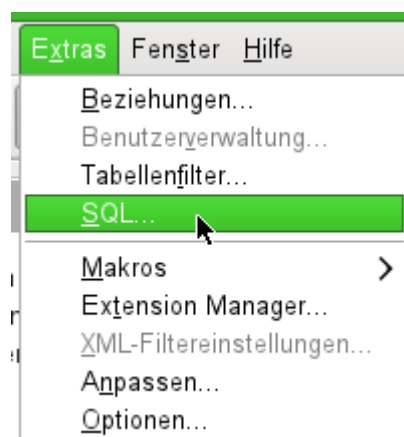 Extras Fenster Hilfe
Beziehungen...
Benutzerverwaltung...
Tabellenfilter...
SQL...
Makros
Extension Manager...
XML-Filtereinstellungen...
Anpassen...
Optionen...